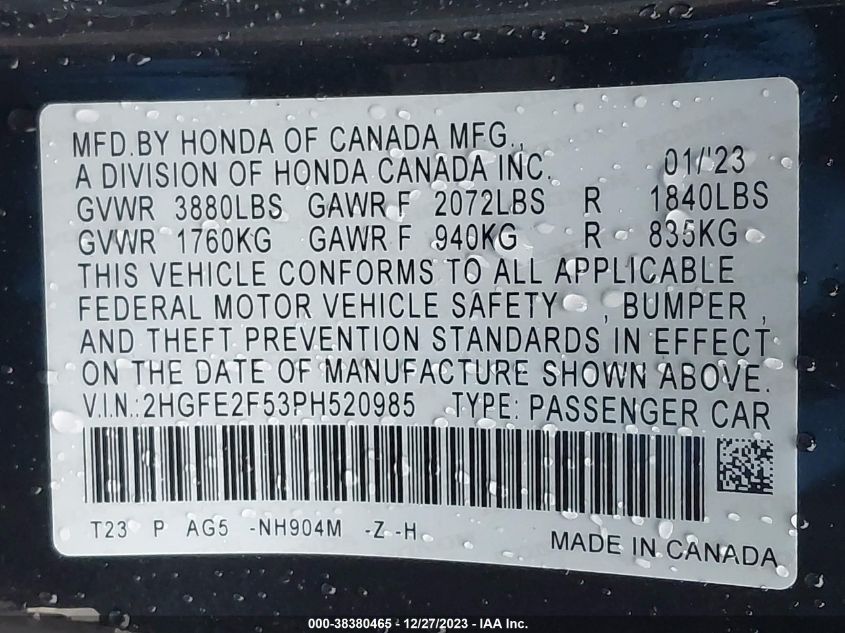 MFD.BY HONDA OF CANADA MFG.,
A DIVISION OF HONDA CANADA INC. 01/'23
GVWR 3880LBS GAWR F 2072LBS R 1840LBS
GVWR 1760KG GAWR F 940KG R 835KG
THIS VEHICLE CONFORMS TO ALL APPLICABLE
FEDERAL MOTOR VEHICLE SAFETY , BUMPER ,
AND THEFT PREVENTION STANDARDS IN EFFECT
ON THE DATE OF MANUFACTURE SHOWN ABOVE.
V.I.N.:2HGFE2F53PH520985 TYPE: PASSENGER CAR
T23 P AG5 -NH904M -Z -H
MADE IN CANADA
000-38380465 - 12/27/2023 - IAA Inc.